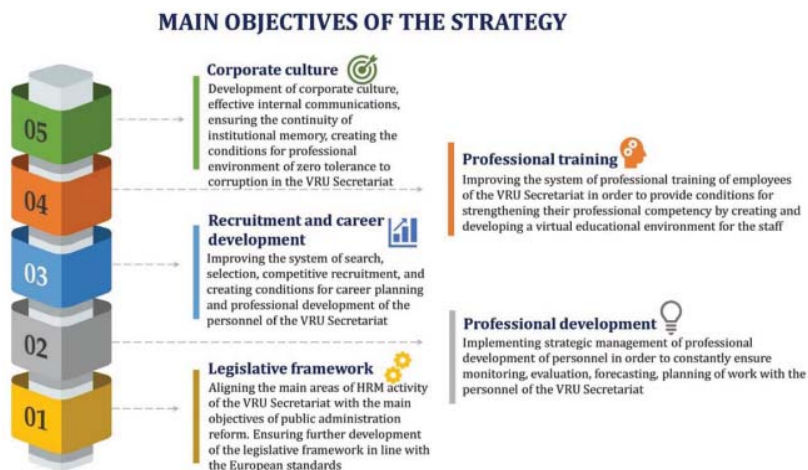 MAIN OBJECTIVES OF THE STRATEGY
05
Corporate culture
Development of corporate culture,
effective internal communications,
ensuring the continuity of
institutional memory, creating the
conditions for professional
environment of zero tolerance to
corruption in the VRU Secretariat
04
Professional training
Improving the system of professional training of employees
of the VRU Secretariat in order to provide conditions for
strengthening their professional competency by creating and
developing a virtual educational environment for the staff
03
Recruitment and career
development
Improving the system of search,
selection, competitive recruitment, and
creating conditions for career planning
and professional development of the
personnel of the VRU Secretariat
02
Professional development
Implementing strategic management of professional
development of personnel in order to constantly ensure
monitoring, evaluation, forecasting, planning of work with the
personnel of the VRU Secretariat
01
Legislative framework
Aligning the main areas of HRM activity
of the VRU Secretariat with the main
objectives of public administration
reform. Ensuring further development
of the legislative framework in line with
the European standards